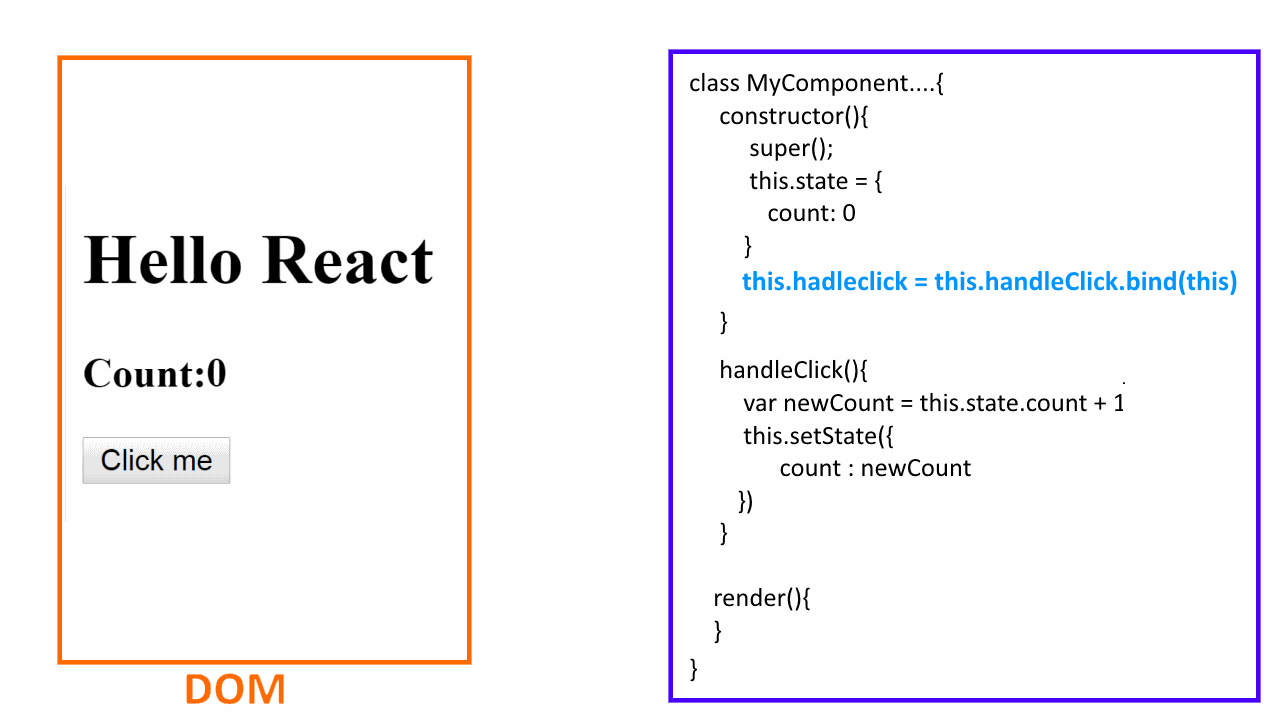 Hello React
Count:0
Click me
DOM
class MyComponent....{
constructor(){
super();
this.state = {
count: 0
}
this.hadleclick = this.handleClick.bind(this)
}
handleClick(){
var newCount = this.state.count + 1
this.setState({
count : newCount
})
}
render(){
}
}